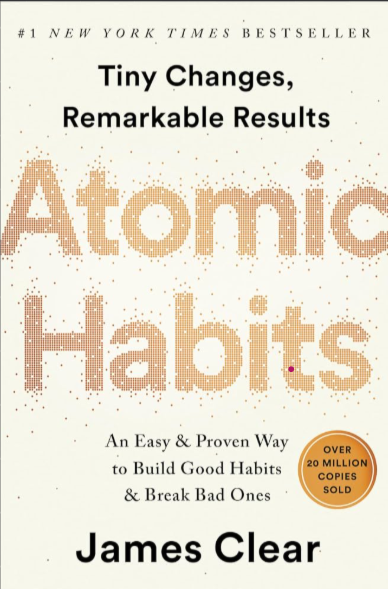 #1 NEW YORK TIMES BESTSELLER
Tiny Changes,
Remarkable Results
Atomic
Habits
An Easy & Proven Way
to Build Good Habits
& Break Bad Ones
OVER
20 MILLION
COPIES
SOLD
James Clear